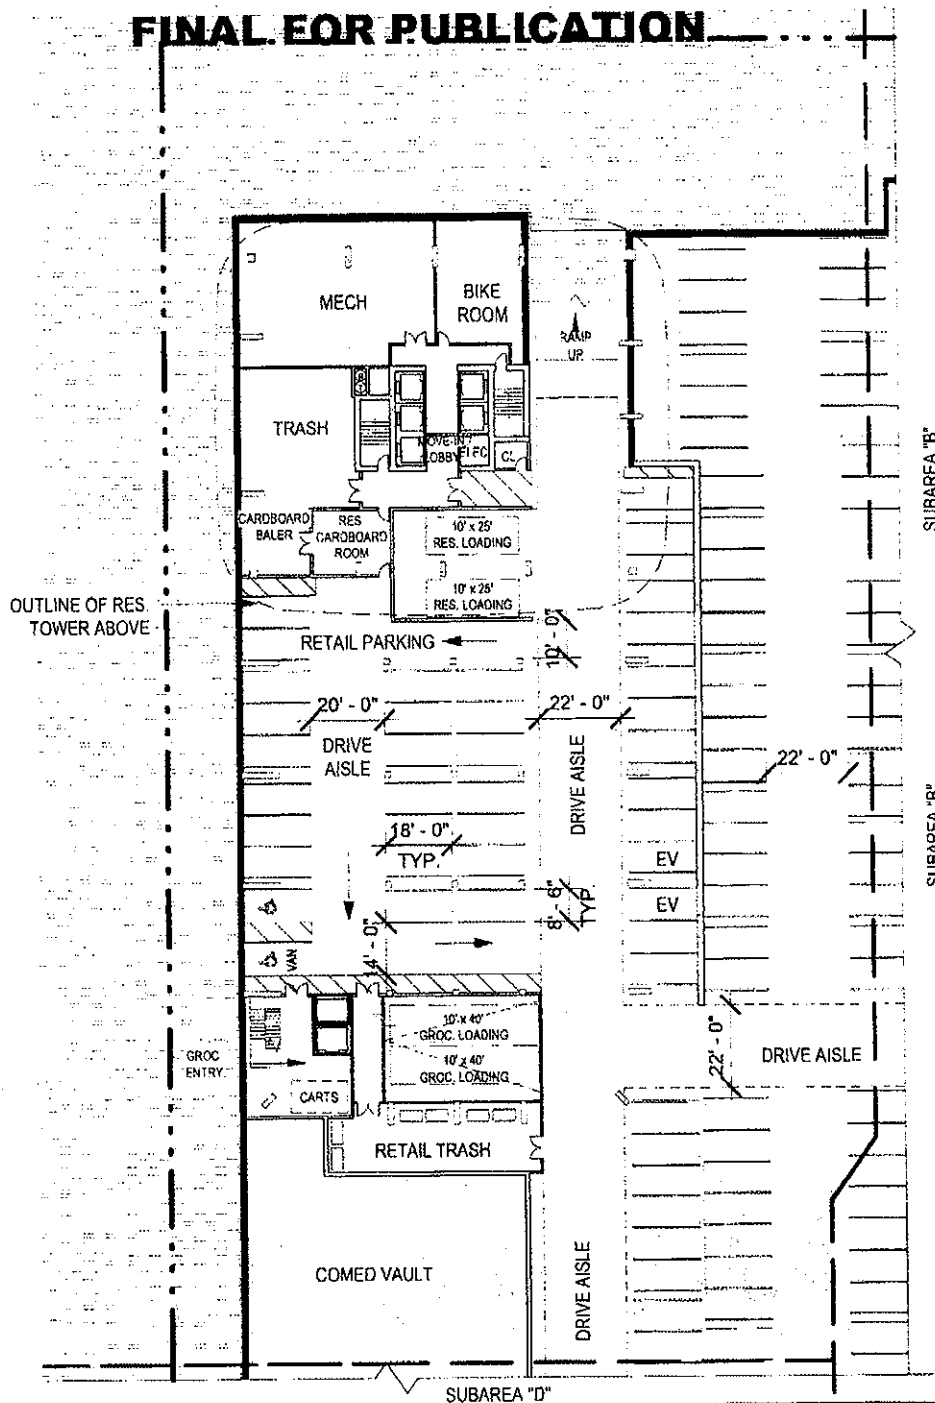 FINAL FOR PUBLICATION
MECH
BIKE
ROOM
RAMP
UP
TRASH
MOVE-IN
LOBBY
ELEC
CL
CARDBOARD
BALER
RES
CARDBOARD
ROOM
10' x 25'
RES. LOADING
10' x 25'
RES. LOADING
OUTLINE OF RES.
TOWER ABOVE
RETAIL PARKING
10' - 0"
20' - 0"
22' - 0"
DRIVE
AISLE
DRIVE AISLE
22' - 0"
18' - 0"
TYP.
8' - 6"
TYP.
EV
EV
14' - 0"
VAN
SUBAREA "B"
SUBAREA "B"
10' x 40'
GROC. LOADING
10' x 40'
GROC. LOADING
GROC
ENTRY
CARTS
22' - 0"
DRIVE AISLE
RETAIL TRASH
COMED VAULT
DRIVE AISLE
SUBAREA "D"